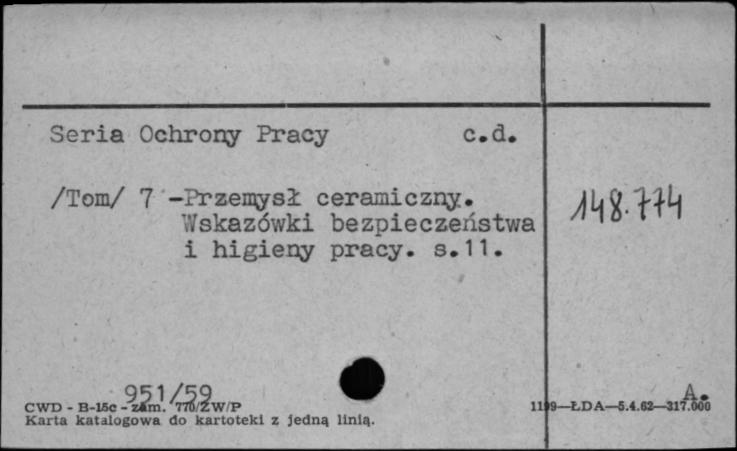 Seria Ochrony Pracy c.d.
/Tom/ 7 -Przemysł ceramiczny.
Wskazówki bezpieczeństwa
i higieny pracy. s.11.
148.774
951/59
A.
CWD - B-15c - zam. 770/ZW/P
1199—ŁDA—5.4.62—317.000
Karta katalogowa do kartoteki z jedną linią.